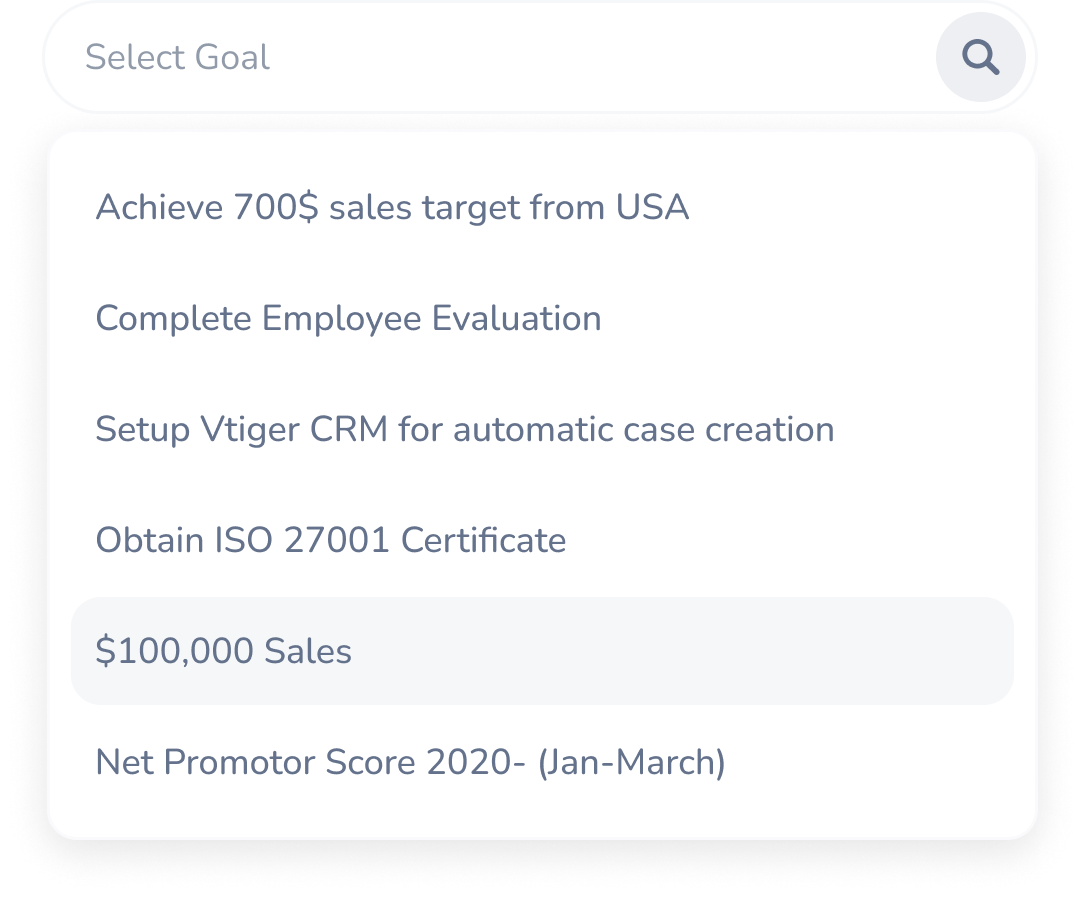 Select Goal
Achieve 700$ sales target from USA
Complete Employee Evaluation
Setup Vtiger CRM for automatic case creation
Obtain ISO 27001 Certificate
$100,000 Sales
Net Promotor Score 2020- (Jan-March)